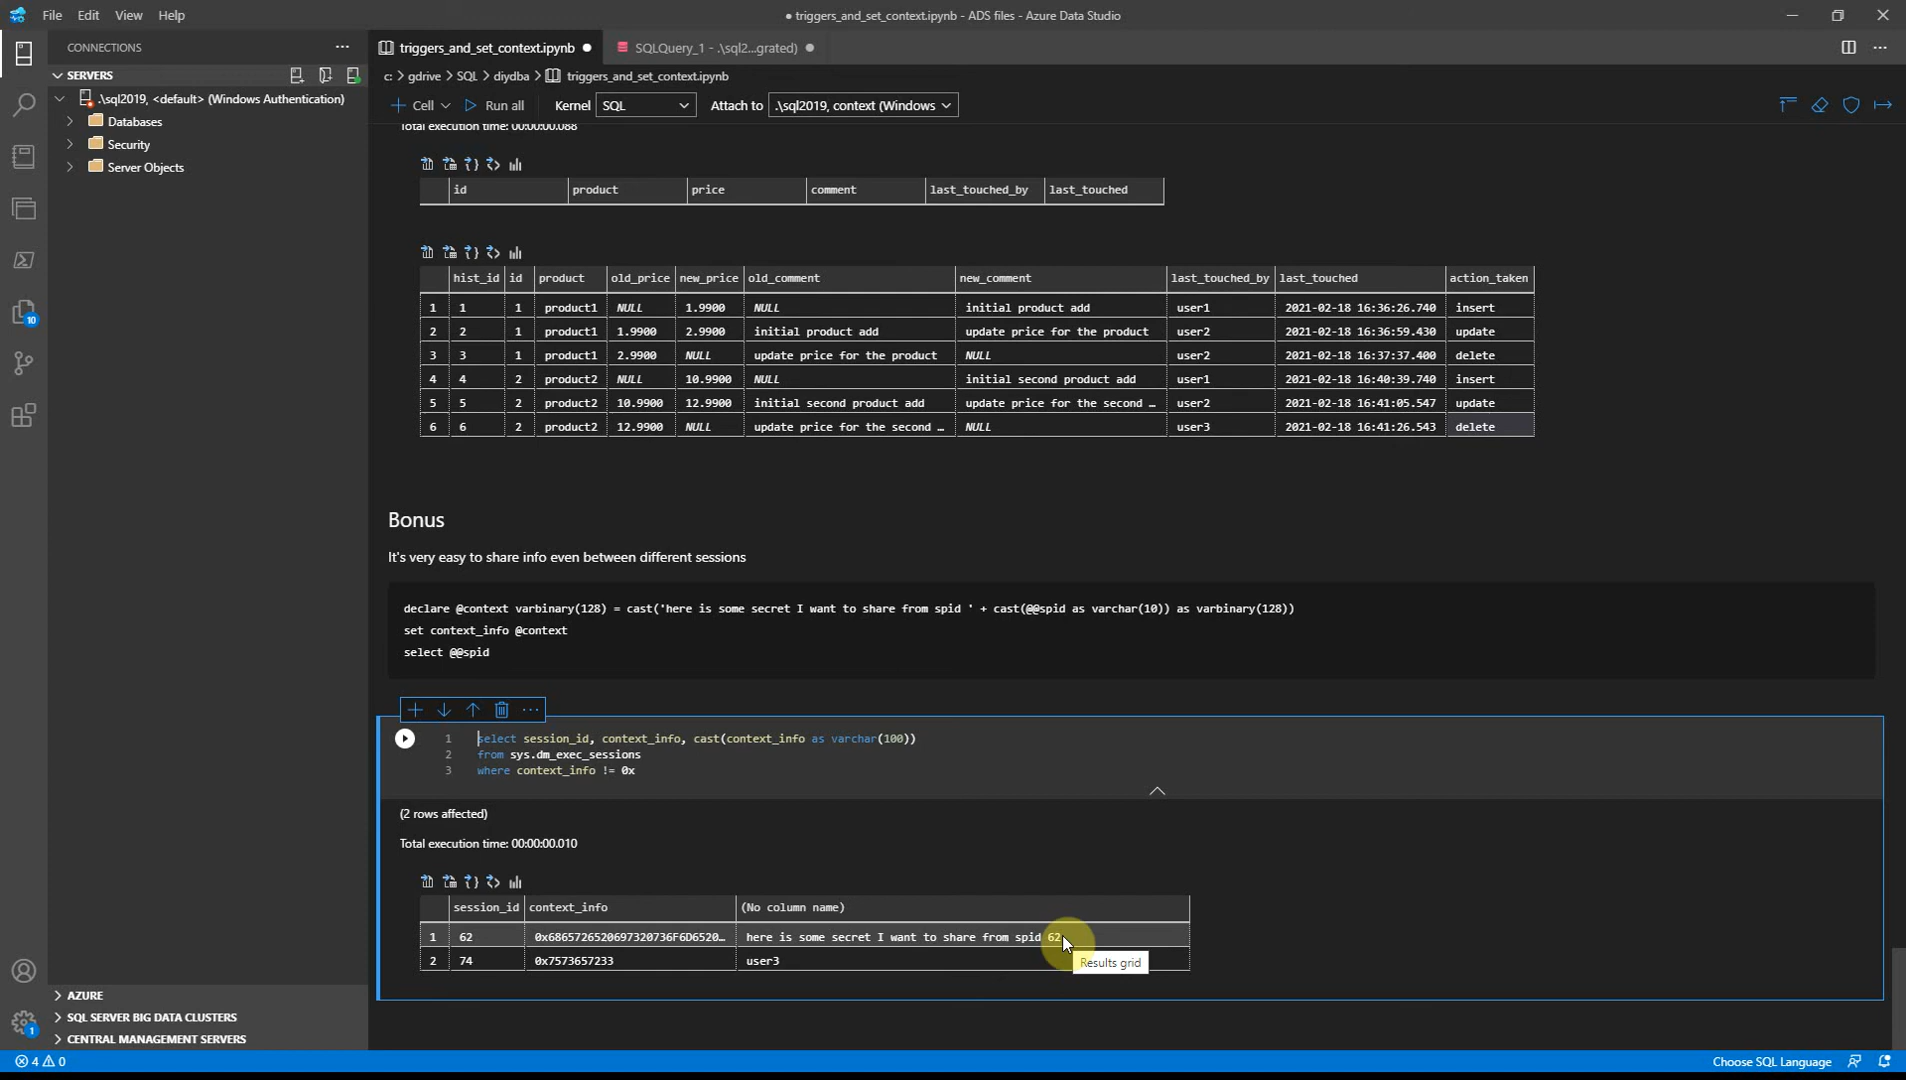 File Edit View Help
● triggers_and_set_context.ipynb - ADS files - Azure Data Studio
CONNECTIONS
triggers_and_set_context.ipynb ●
SQLQuery_1 - .\sql2...grated) ●
SERVERS
c: > gdrive > SQL > diydba > triggers_and_set_context.ipynb
.\sql2019, <default> (Windows Authentication)
Databases
Security
Server Objects
Cell Run all Kernel SQL Attach to .\sql2019, context (Windows
Total execution time: 00:00:00.088
id product price comment last_touched_by last_touched
hist_id id product old_price new_price old_comment new_comment last_touched_by last_touched action_taken
1 1 1 product1 NULL 1.9900 NULL initial product add user1 2021-02-18 16:36:26.740 insert
2 2 1 product1 1.9900 2.9900 initial product add update price for the product user2 2021-02-18 16:36:59.430 update
3 3 1 product1 2.9900 NULL update price for the product NULL user2 2021-02-18 16:37:37.400 delete
4 4 2 product2 NULL 10.9900 NULL initial second product add user1 2021-02-18 16:40:39.740 insert
5 5 2 product2 10.9900 12.9900 initial second product add update price for the second … user2 2021-02-18 16:41:05.547 update
6 6 2 product2 12.9900 NULL update price for the second … NULL user3 2021-02-18 16:41:26.543 delete
Bonus
It's very easy to share info even between different sessions
declare @context varbinary(128) = cast('here is some secret I want to share from spid ' + cast(@@spid as varchar(10)) as varbinary(128))
set context_info @context
select @@spid
1 select session_id, context_info, cast(context_info as varchar(100))
2 from sys.dm_exec_sessions
3 where context_info != 0x
(2 rows affected)
Total execution time: 00:00:00.010
session_id context_info (No column name)
1 62 0x6865726520697320736F6D6520… here is some secret I want to share from spid 62
2 74 0x7573657233 user3
Results grid
10
AZURE
SQL SERVER BIG DATA CLUSTERS
CENTRAL MANAGEMENT SERVERS
1
4 0
Choose SQL Language